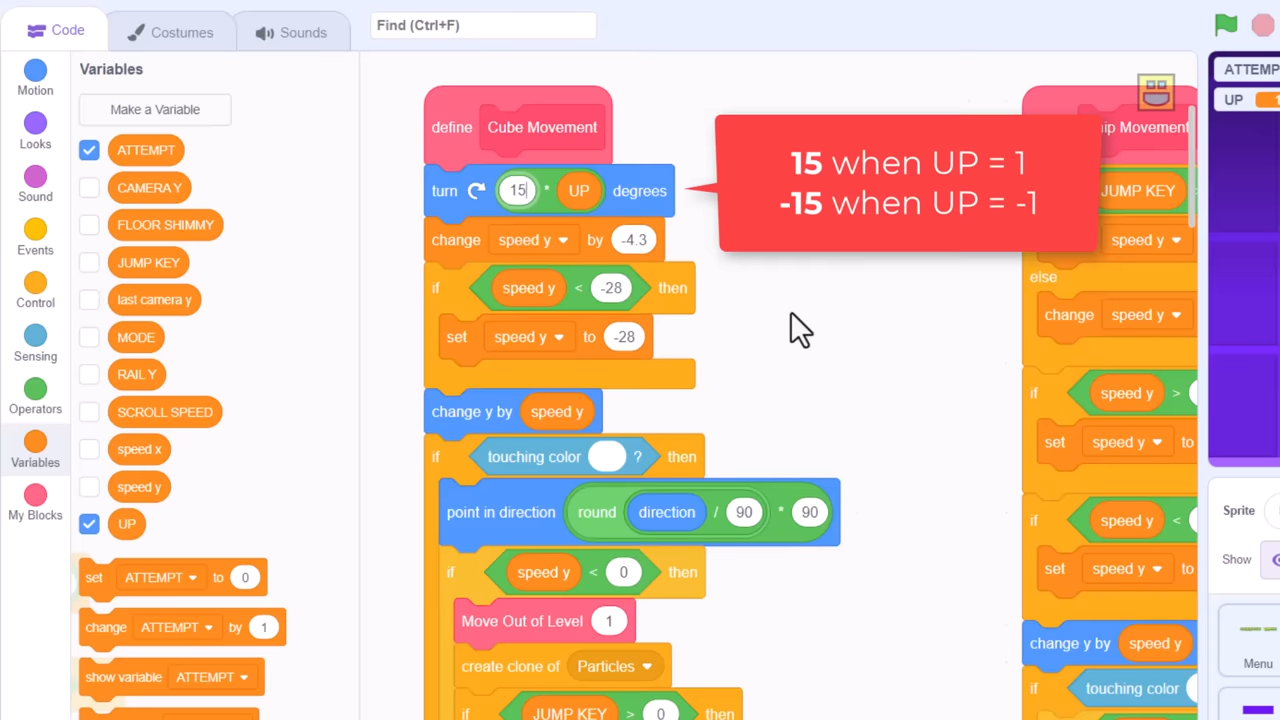 Code
Costumes
Sounds
Find (Ctrl+F)
Motion
Looks
Sound
Events
Control
Sensing
Operators
Variables
My Blocks
Variables
Make a Variable
ATTEMPT
CAMERA Y
FLOOR SHIMMY
JUMP KEY
last camera y
MODE
RAIL Y
SCROLL SPEED
speed x
speed y
UP
set ATTEMPT to 0
change ATTEMPT by 1
show variable ATTEMPT
define Cube Movement
turn 15 * UP degrees
change speed y by -4.3
if speed y < -28 then
set speed y to -28
change y by speed y
if touching color ? then
point in direction round direction / 90 * 90
if speed y < 0 then
Move Out of Level 1
create clone of Particles
if JUMP KEY > 0 then
15 when UP = 1
-15 when UP = -1
ip Movement
JUMP KEY
speed y
else
change speed y
if speed y >
set speed y to
if speed y <
set speed y to
change y by speed y
if touching color
ATTEMP
UP
Sprite
Show
Menu